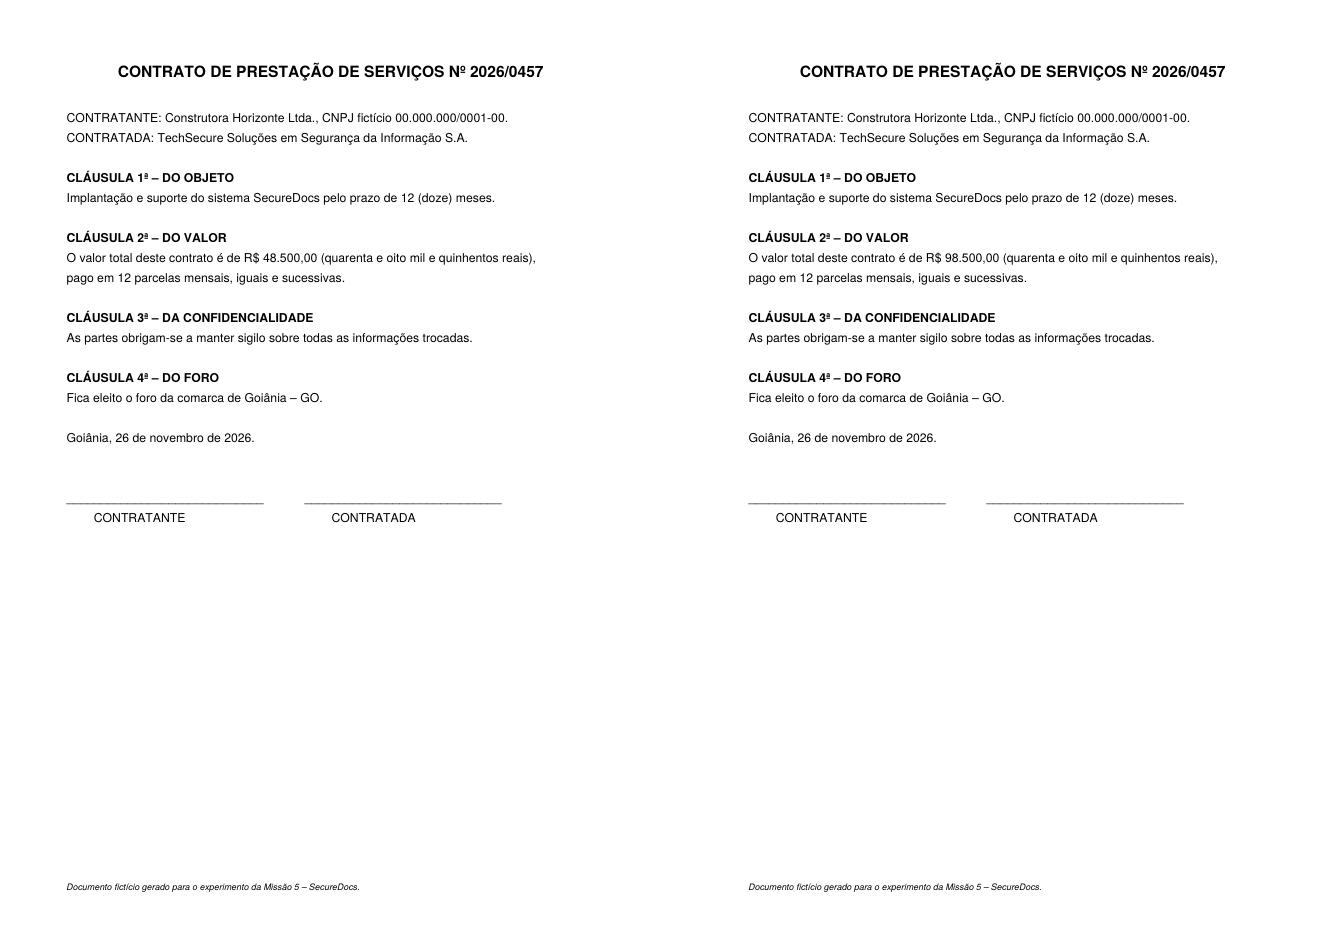 CONTRATO DE PRESTAÇÃO DE SERVIÇOS Nº 2026/0457
CONTRATANTE: Construtora Horizonte Ltda., CNPJ fictício 00.000.000/0001-00.
CONTRATADA: TechSecure Soluções em Segurança da Informação S.A.
CLÁUSULA 1ª – DO OBJETO
Implantação e suporte do sistema SecureDocs pelo prazo de 12 (doze) meses.
CLÁUSULA 2ª – DO VALOR
O valor total deste contrato é de R$ 48.500,00 (quarenta e oito mil e quinhentos reais),
pago em 12 parcelas mensais, iguais e sucessivas.
CLÁUSULA 3ª – DA CONFIDENCIALIDADE
As partes obrigam-se a manter sigilo sobre todas as informações trocadas.
CLÁUSULA 4ª – DO FORO
Fica eleito o foro da comarca de Goiânia – GO.
Goiânia, 26 de novembro de 2026.
CONTRATANTE CONTRATADA
Documento fictício gerado para o experimento da Missão 5 – SecureDocs.
CONTRATO DE PRESTAÇÃO DE SERVIÇOS Nº 2026/0457
CONTRATANTE: Construtora Horizonte Ltda., CNPJ fictício 00.000.000/0001-00.
CONTRATADA: TechSecure Soluções em Segurança da Informação S.A.
CLÁUSULA 1ª – DO OBJETO
Implantação e suporte do sistema SecureDocs pelo prazo de 12 (doze) meses.
CLÁUSULA 2ª – DO VALOR
O valor total deste contrato é de R$ 98.500,00 (quarenta e oito mil e quinhentos reais),
pago em 12 parcelas mensais, iguais e sucessivas.
CLÁUSULA 3ª – DA CONFIDENCIALIDADE
As partes obrigam-se a manter sigilo sobre todas as informações trocadas.
CLÁUSULA 4ª – DO FORO
Fica eleito o foro da comarca de Goiânia – GO.
Goiânia, 26 de novembro de 2026.
CONTRATANTE CONTRATADA
Documento fictício gerado para o experimento da Missão 5 – SecureDocs.